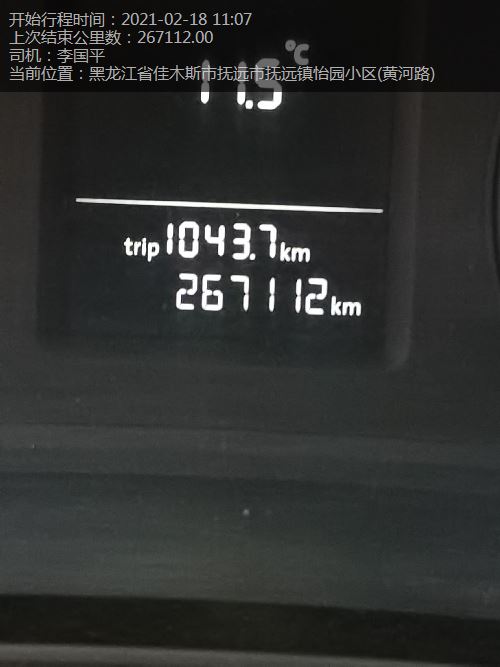 开始行程时间：2021-02-18 11:07
上次结束公里数：267112.00
司机：李国平
当前位置：黑龙江省佳木斯市抚远市抚远镇怡园小区(黄河路)
11.5°C
trip 1043.7 km
267112 km